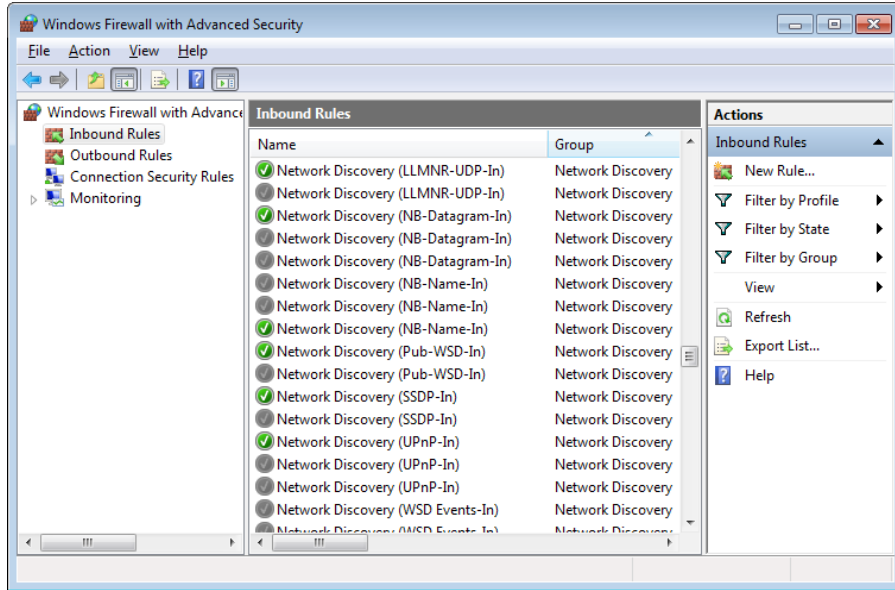 Windows Firewall with Advanced Security
File Action View Help
Windows Firewall with Advance
Inbound Rules
Outbound Rules
Connection Security Rules
Monitoring
Inbound Rules
Name Group
Network Discovery (LLMNR-UDP-In) Network Discovery
Network Discovery (LLMNR-UDP-In) Network Discovery
Network Discovery (NB-Datagram-In) Network Discovery
Network Discovery (NB-Datagram-In) Network Discovery
Network Discovery (NB-Datagram-In) Network Discovery
Network Discovery (NB-Name-In) Network Discovery
Network Discovery (NB-Name-In) Network Discovery
Network Discovery (NB-Name-In) Network Discovery
Network Discovery (Pub-WSD-In) Network Discovery
Network Discovery (Pub-WSD-In) Network Discovery
Network Discovery (SSDP-In) Network Discovery
Network Discovery (SSDP-In) Network Discovery
Network Discovery (UPnP-In) Network Discovery
Network Discovery (UPnP-In) Network Discovery
Network Discovery (UPnP-In) Network Discovery
Network Discovery (WSD Events-In) Network Discovery
Network Discovery (WSD Events-In) Network Discovery
Actions
Inbound Rules
New Rule...
Filter by Profile
Filter by State
Filter by Group
View
Refresh
Export List...
Help